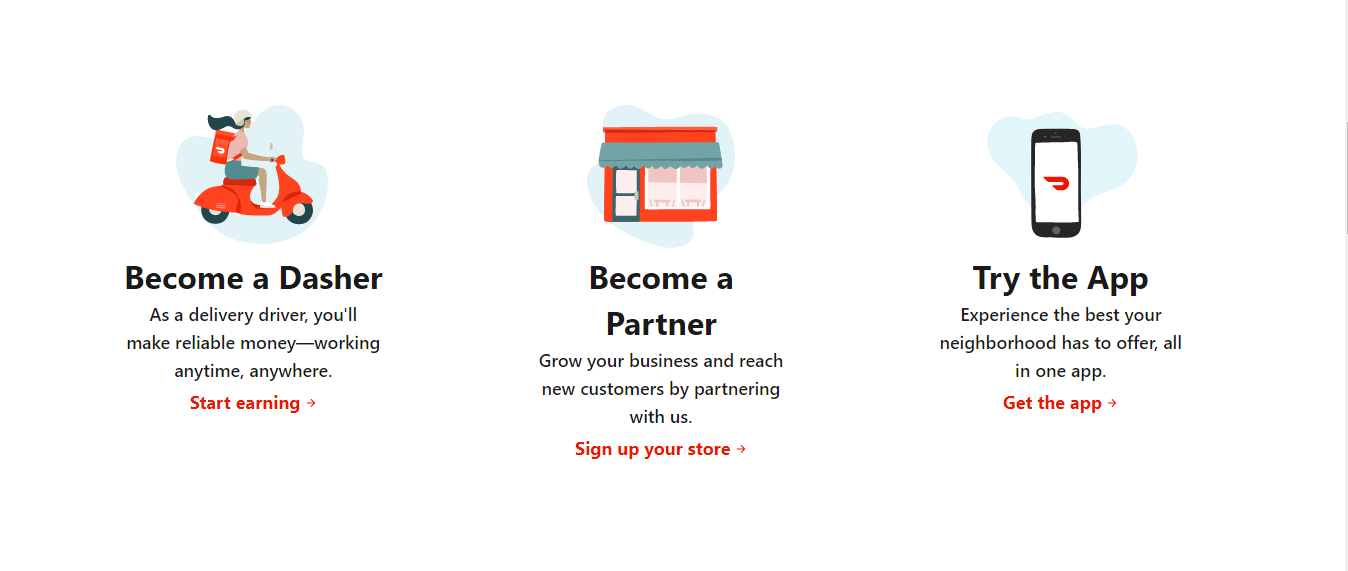 Become a Dasher
As a delivery driver, you'll
make reliable money—working
anytime, anywhere.
Start earning →
Become a
Partner
Grow your business and reach
new customers by partnering
with us.
Sign up your store →
Try the App
Experience the best your
neighborhood has to offer, all
in one app.
Get the app →